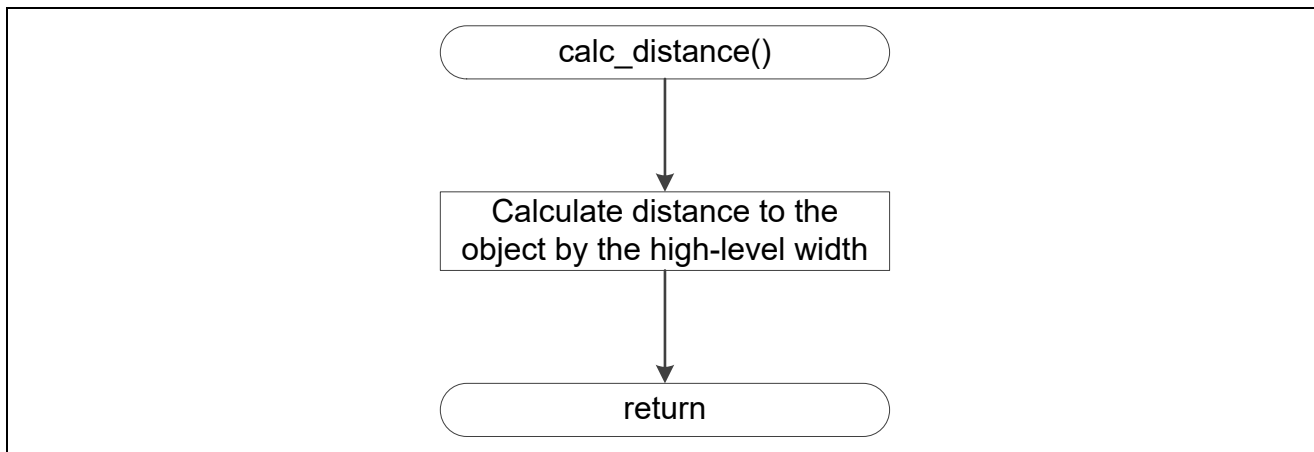 calc_distance()
Calculate distance to the
object by the high-level width
return